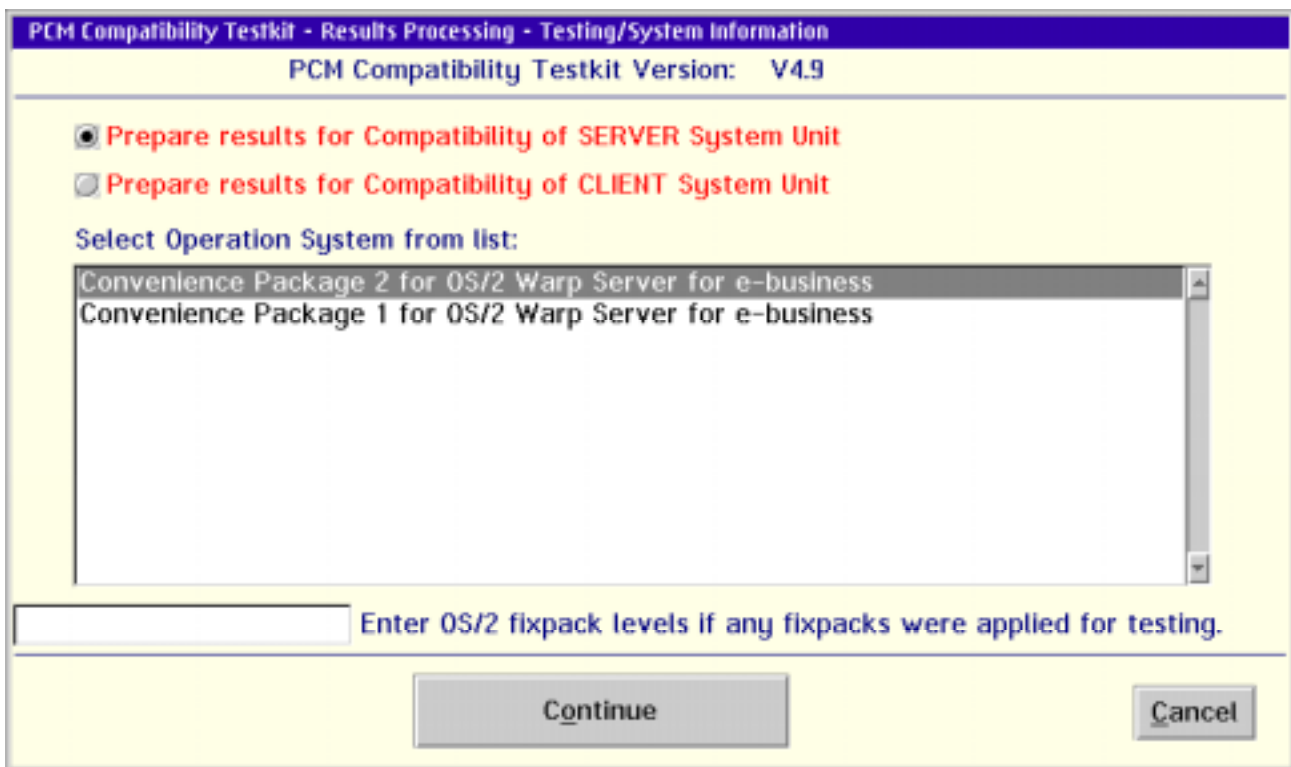 PCM Compatibility Testkit - Results Processing - Testing/System Information
PCM Compatibility Testkit Version: V4.9
Prepare results for Compatibility of SERVER System Unit
Prepare results for Compatibility of CLIENT System Unit
Select Operation System from list:
Convenience Package 2 for OS/2 Warp Server for e-business
Convenience Package 1 for OS/2 Warp Server for e-business
Enter OS/2 fixpack levels if any fixpacks were applied for testing.
Continue
Cancel